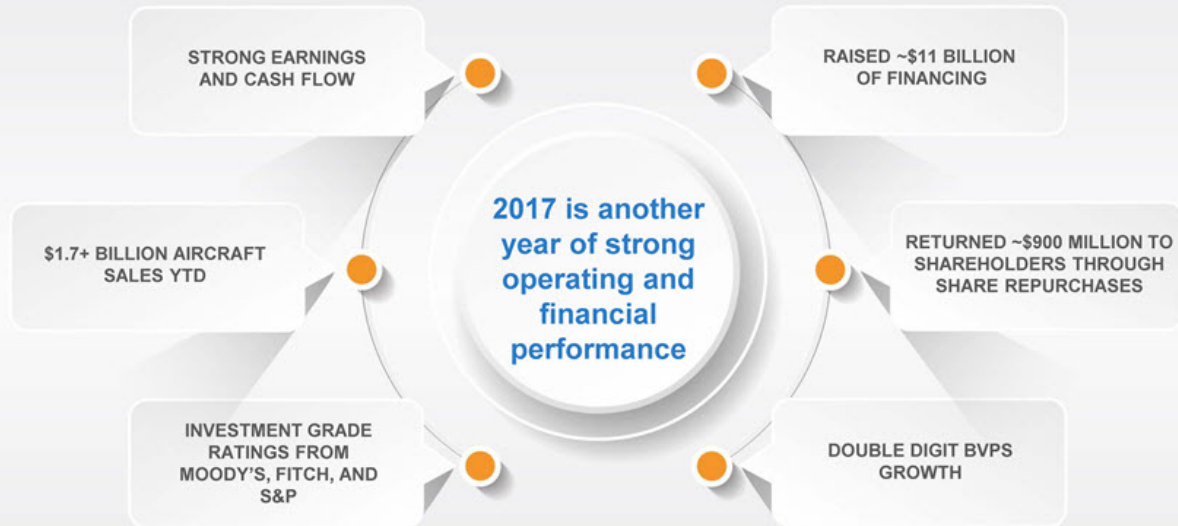 STRONG EARNINGS
AND CASH FLOW
RAISED ~$11 BILLION
OF FINANCING
$1.7+ BILLION AIRCRAFT
SALES YTD
2017 is another
year of strong
operating and
financial
performance
RETURNED ~$900 MILLION TO
SHAREHOLDERS THROUGH
SHARE REPURCHASES
INVESTMENT GRADE
RATINGS FROM
MOODY'S, FITCH, AND
S&P
DOUBLE DIGIT BVPS
GROWTH